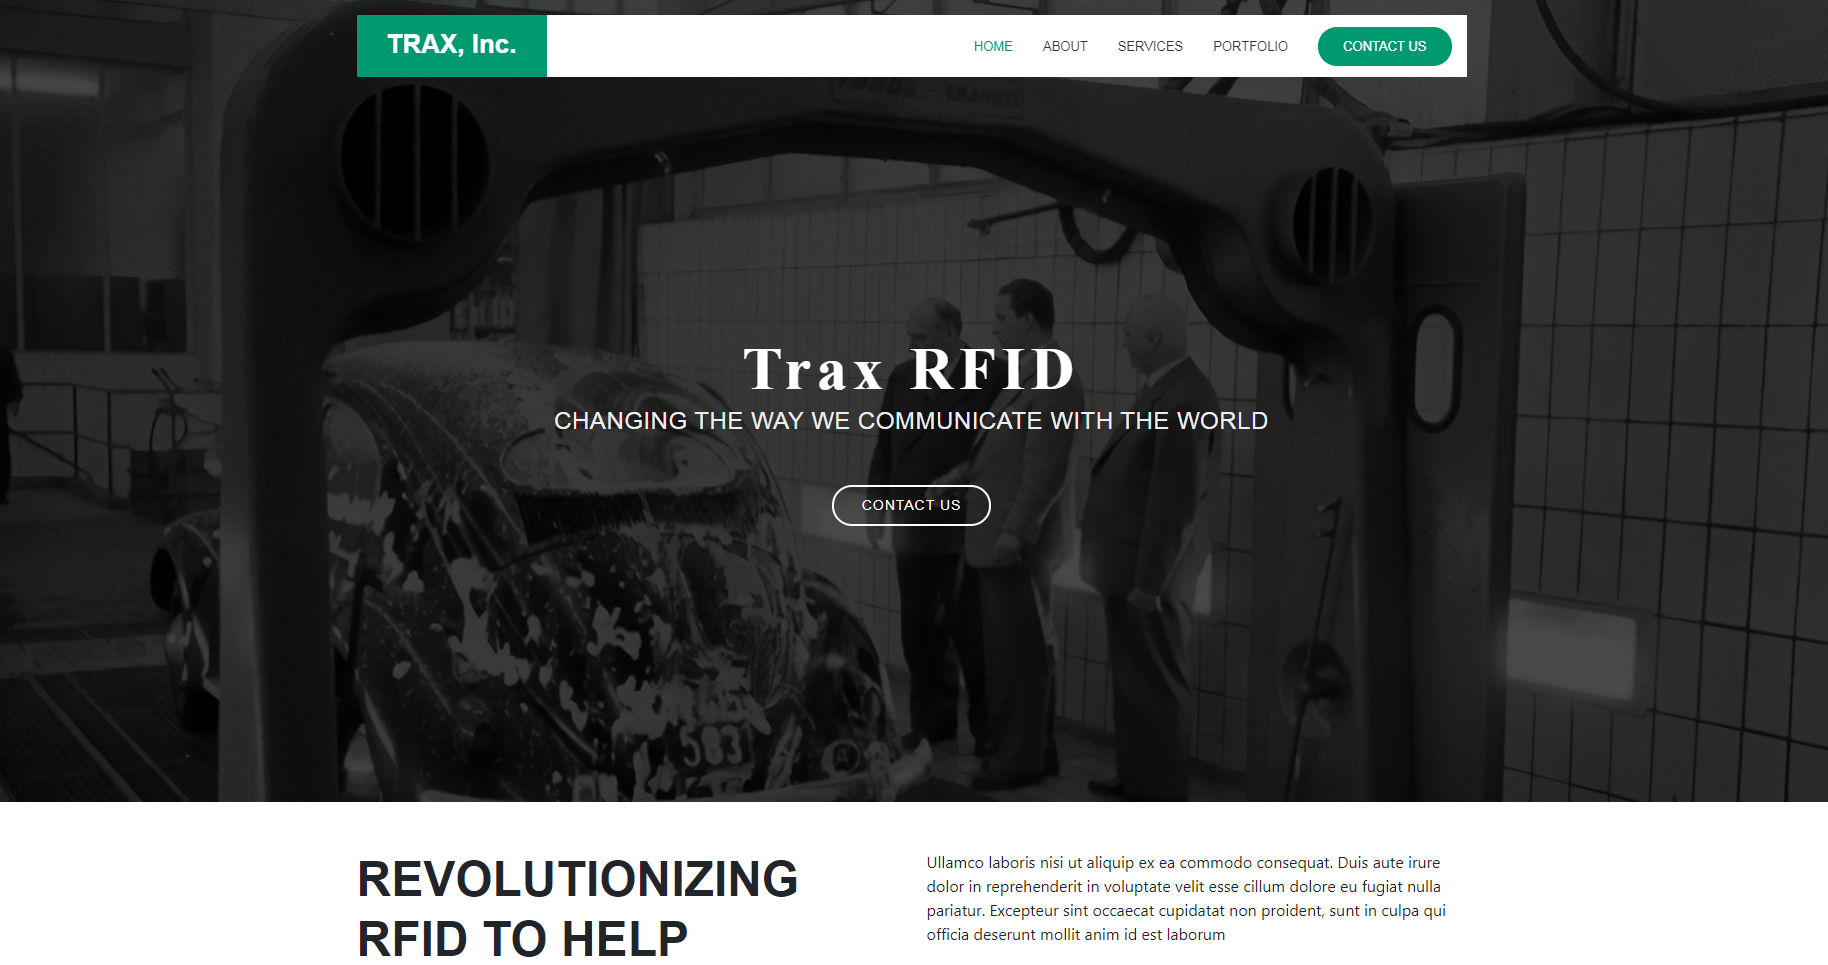 TRAX, Inc.
HOME ABOUT SERVICES PORTFOLIO CONTACT US
Trax RFID
CHANGING THE WAY WE COMMUNICATE WITH THE WORLD
CONTACT US
583
REVOLUTIONIZING
RFID TO HELP
Ullamco laboris nisi ut aliquip ex ea commodo consequat. Duis aute irure
dolor in reprehenderit in voluptate velit esse cillum dolore eu fugiat nulla
pariatur. Excepteur sint occaecat cupidatat non proident, sunt in culpa qui
officia deserunt mollit anim id est laborum